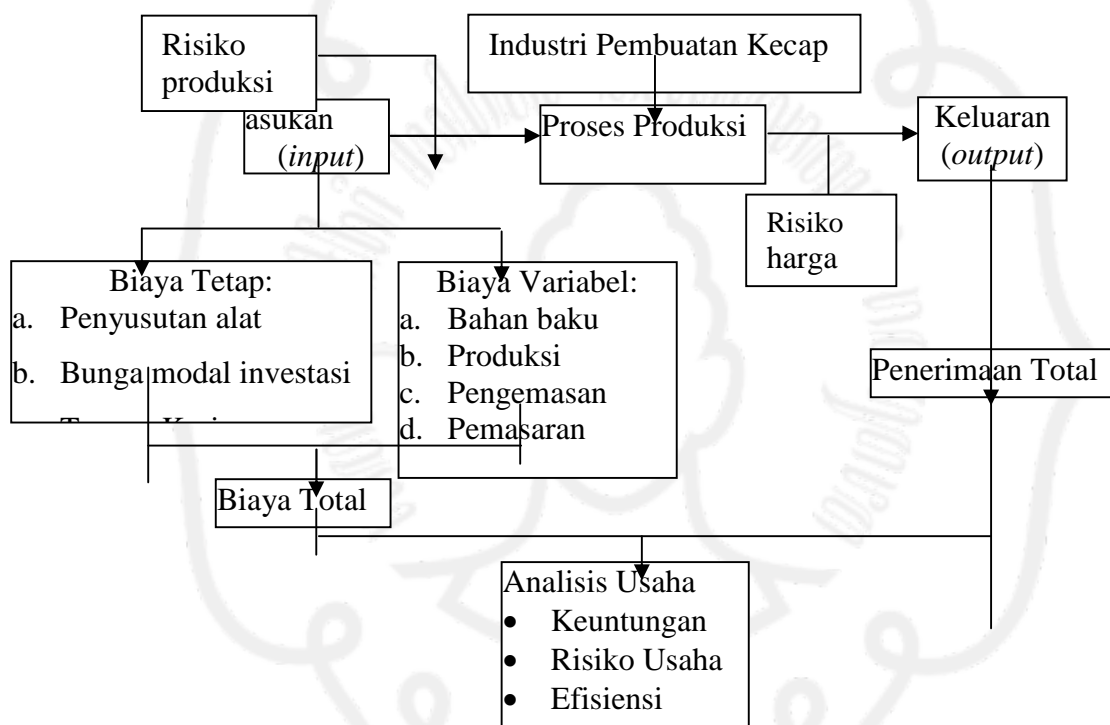 Risiko
produksi
Industri Pembuatan Kecap
asukan
(input)
Proses Produksi
Keluaran
(output)
Risiko
harga
Biaya Tetap:
a. Penyusutan alat
b. Bunga modal investasi
Biaya Variabel:
a. Bahan baku
b. Produksi
c. Pengemasan
d. Pemasaran
Penerimaan Total
Biaya Total
Analisis Usaha
• Keuntungan
• Risiko Usaha
• Efisiensi